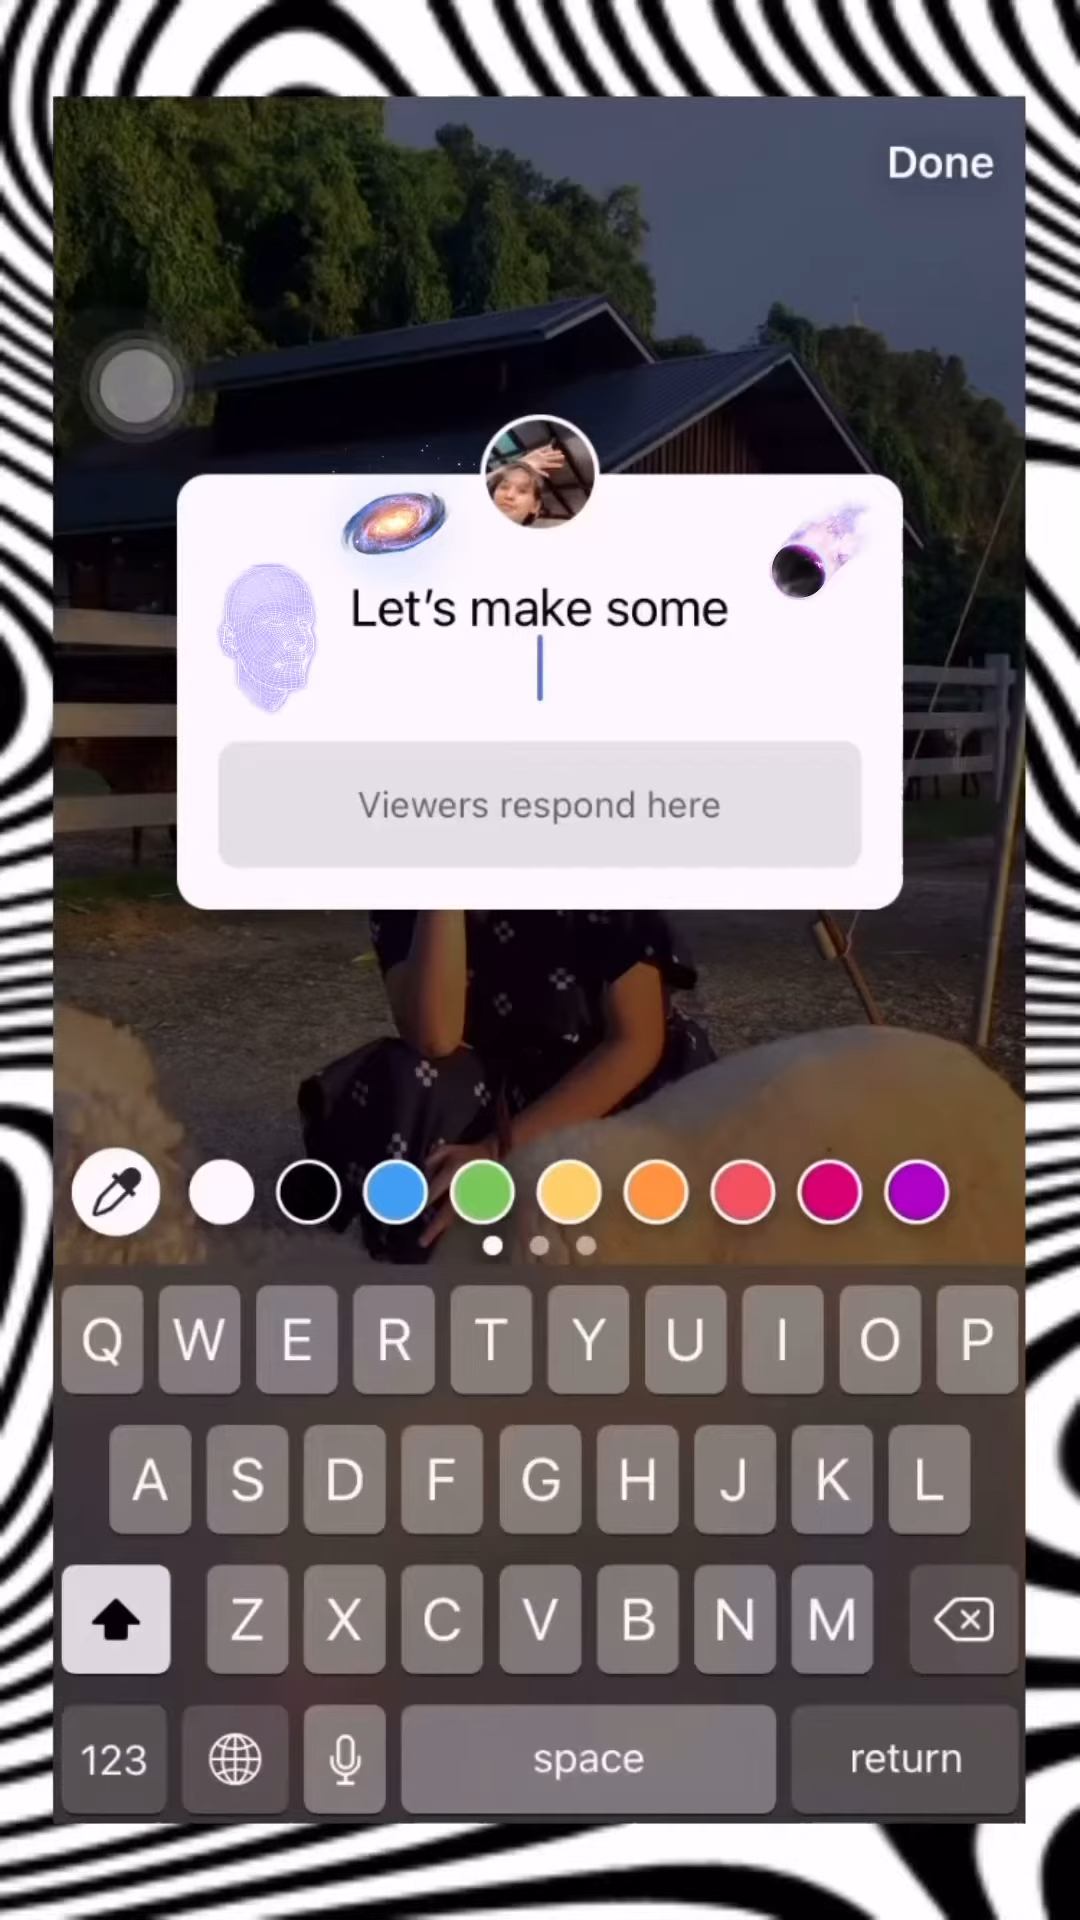 Done
Let's make some
Viewers respond here
Q W E R T Y U I O P
A S D F G H J K L
Z X C V B N M
123 space return